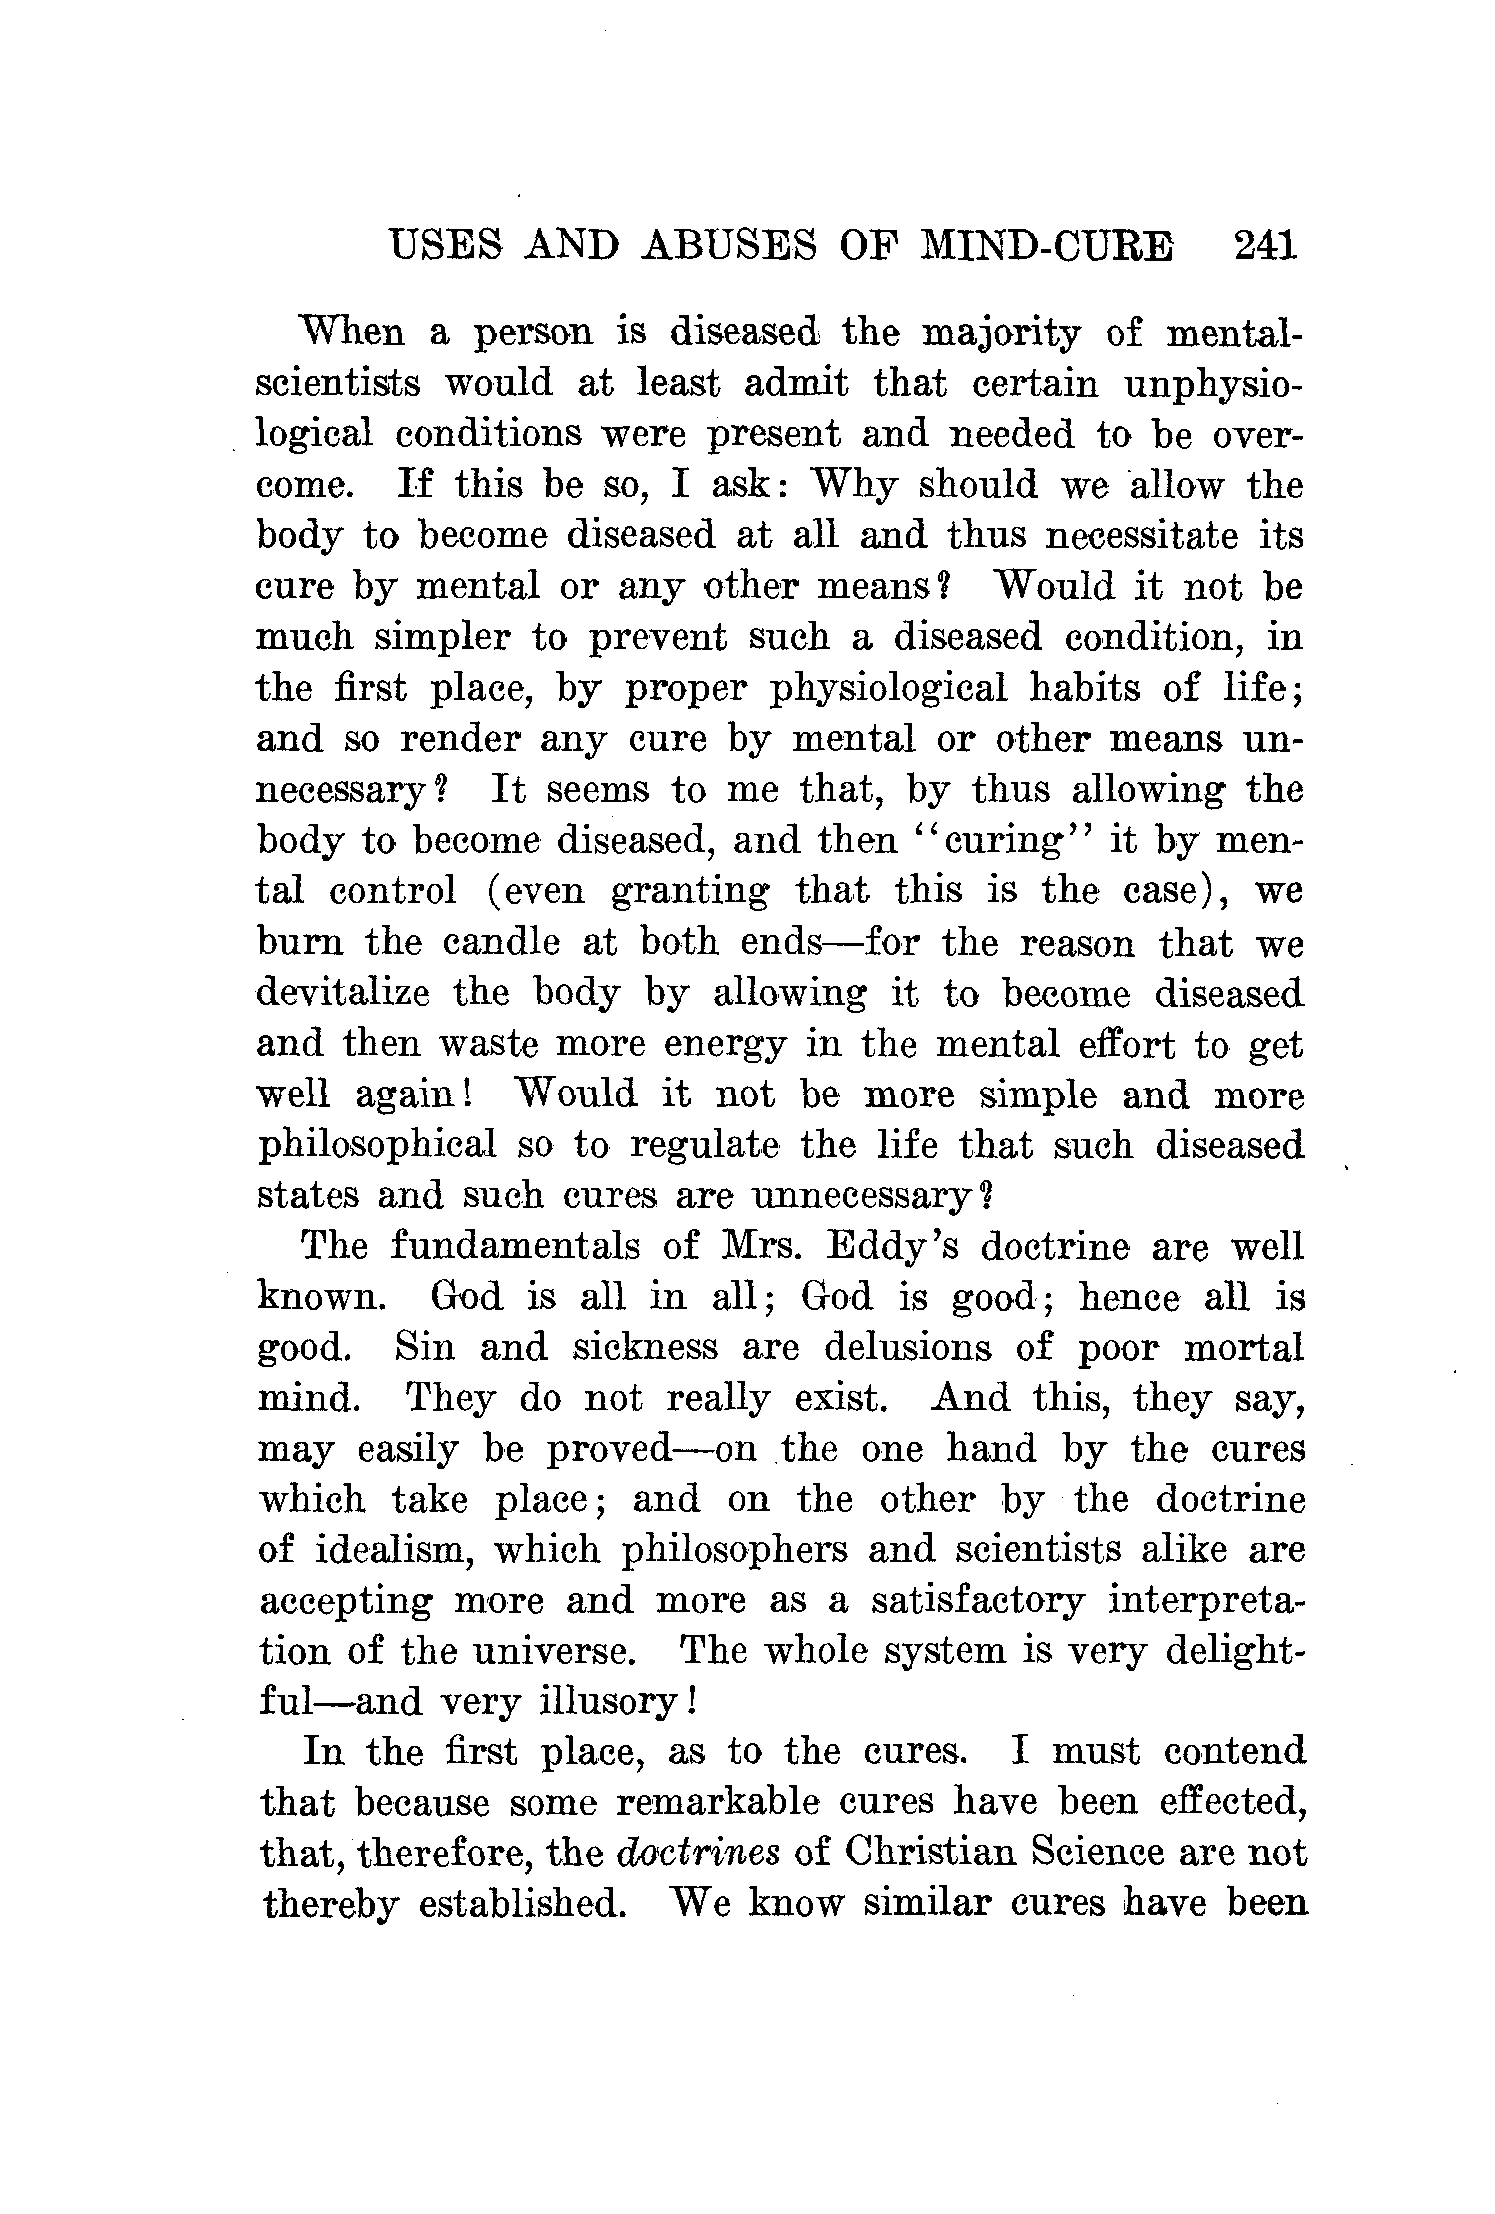 USES AND ABUSES OF MIND-CURE 241
When a person is diseased the majority of mental-
scientists would at least admit that certain unphysio-
logical conditions were present and needed to be over-
come. If this be so, I ask: Why should we allow the
body to become diseased at all and thus necessitate its
cure by mental or any other means? Would it not be
much simpler to prevent such a diseased condition, in
the first place, by proper physiological habits of life;
and so render any cure by mental or other means un-
necessary? It seems to me that, by thus allowing the
body to become diseased, and then "curing" it by men-
tal control (even granting that this is the case), we
burn the candle at both ends—for the reason that we
devitalize the body by allowing it to become diseased
and then waste more energy in the mental effort to get
well again! Would it not be more simple and more
philosophical so to regulate the life that such diseased
states and such cures are unnecessary?
The fundamentals of Mrs. Eddy's doctrine are well
known. God is all in all; God is good; hence all is
good. Sin and sickness are delusions of poor mortal
mind. They do not really exist. And this, they say,
may easily be proved—on the one hand by the cures
which take place; and on the other by the doctrine
of idealism, which philosophers and scientists alike are
accepting more and more as a satisfactory interpreta-
tion of the universe. The whole system is very delight-
ful—and very illusory!
In the first place, as to the cures. I must contend
that because some remarkable cures have been effected,
that, therefore, the doctrines of Christian Science are not
thereby established. We know similar cures have been